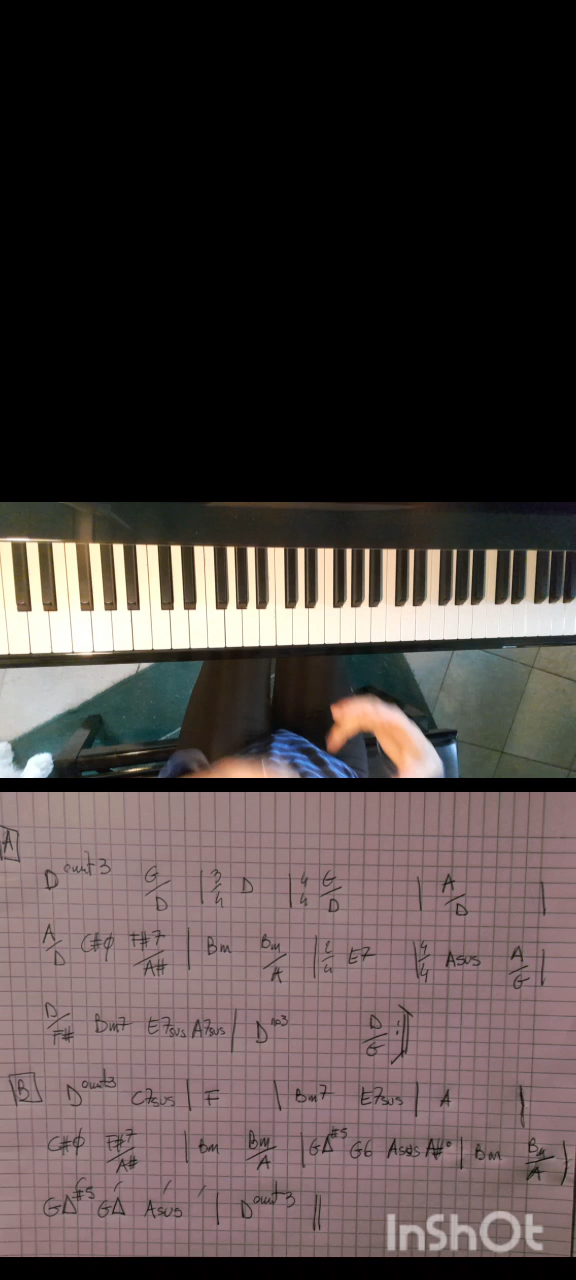 A
D omit3 G/D | 3/4 D | 4/4 G/D | A/D |
A/D C#ø F#7/A# | Bm Bm/A | 2/4 E7 | 4/4 Asus A/G |
D/F# Bm7 E7sus A7sus | D no3 D/G :||
B
D omit3 C7sus | F | Bm7 E7sus | A |
C#ø F#7/A# | Bm Bm/A | GΔ#5 G6 Asus A#° | Bm Bm/A |
GΔ#5 GΔ Asus | D omit3 ||
InShOt